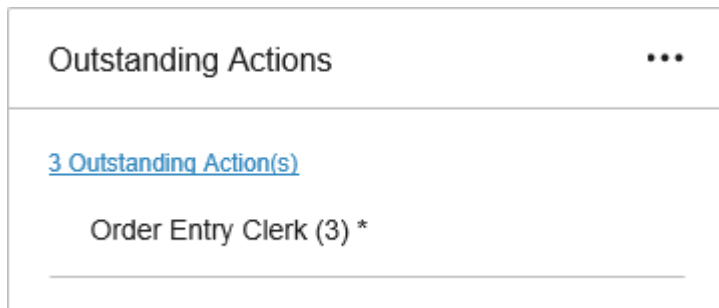 Outstanding Actions
3 Outstanding Action(s)
Order Entry Clerk (3) *